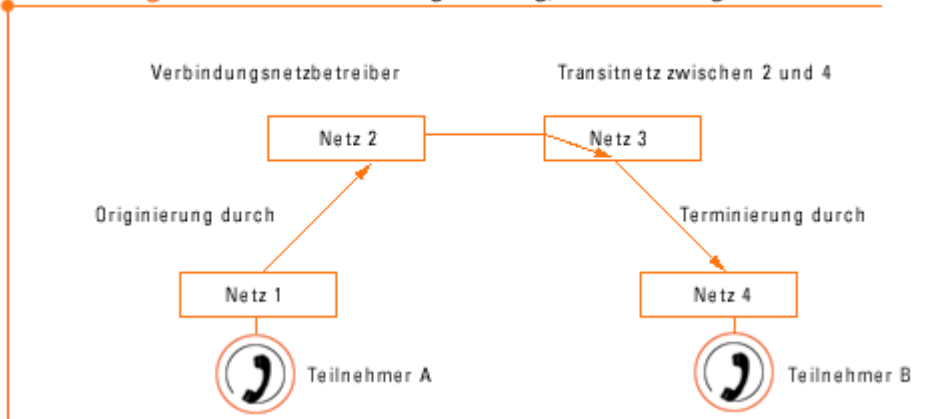 Verbindungsnetzbetreiber
Transitnetz zwischen 2 und 4
Netz 2
Netz 3
Originierung durch
Terminierung durch
Netz 1
Netz 4
Teilnehmer A
Teilnehmer B